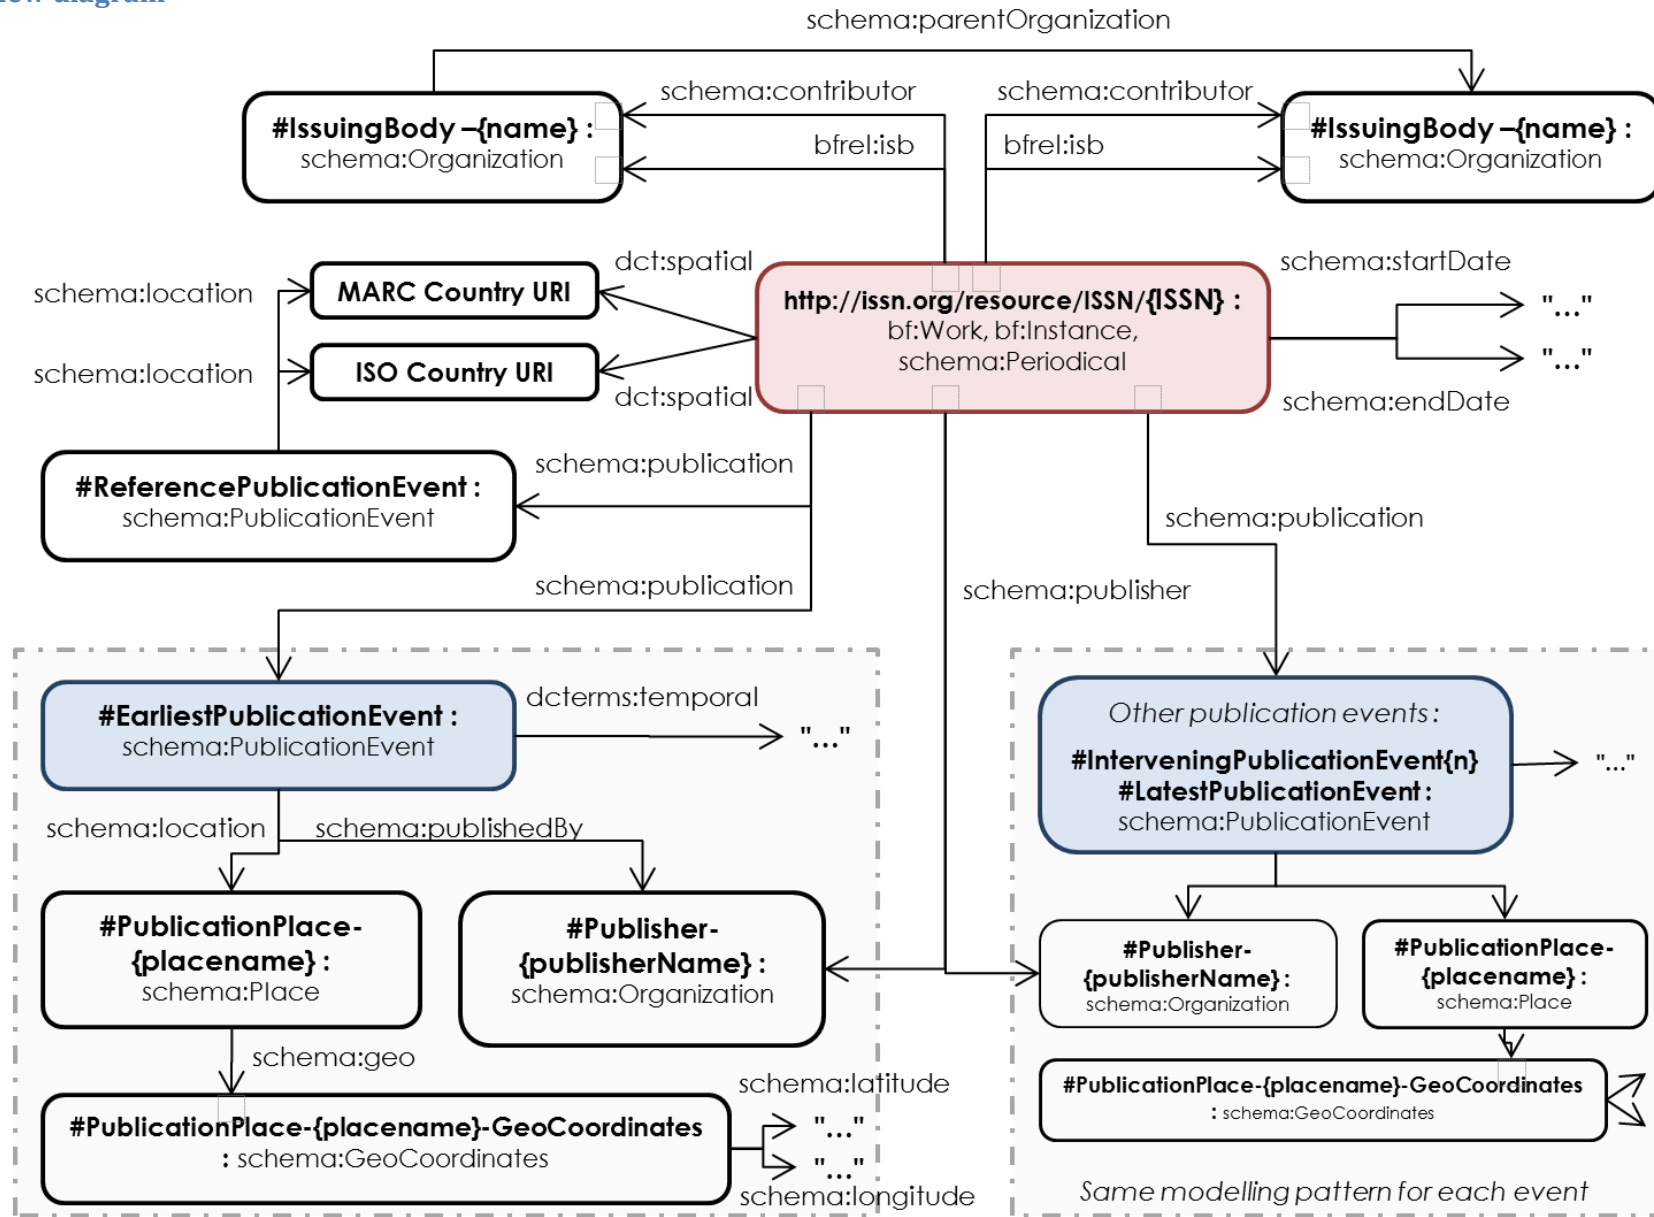 diagram
schema:parentOrganization
schema:contributor
schema:contributor
#IssuingBody –{name} :
schema:Organization
bfrel:isb
bfrel:isb
#IssuingBody –{name} :
schema:Organization
dct:spatial
schema:startDate
schema:location
MARC Country URI
http://issn.org/resource/ISSN/{ISSN} :
bf:Work, bf:Instance,
schema:Periodical
"..."
"..."
schema:location
ISO Country URI
dct:spatial
schema:endDate
schema:publication
#ReferencePublicationEvent :
schema:PublicationEvent
schema:publication
schema:publication
schema:publisher
#EarliestPublicationEvent :
schema:PublicationEvent
dcterms:temporal
"..."
Other publication events :
#InterveningPublicationEvent{n}
#LatestPublicationEvent :
schema:PublicationEvent
"..."
schema:location
schema:publishedBy
#PublicationPlace-
{placename} :
schema:Place
#Publisher-
{publisherName} :
schema:Organization
#Publisher-
{publisherName} :
schema:Organization
#PublicationPlace-
{placename} :
schema:Place
schema:geo
schema:latitude
#PublicationPlace-{placename}-GeoCoordinates
: schema:GeoCoordinates
"..."
"..."
schema:longitude
#PublicationPlace-{placename}-GeoCoordinates
: schema:GeoCoordinates
Same modelling pattern for each event